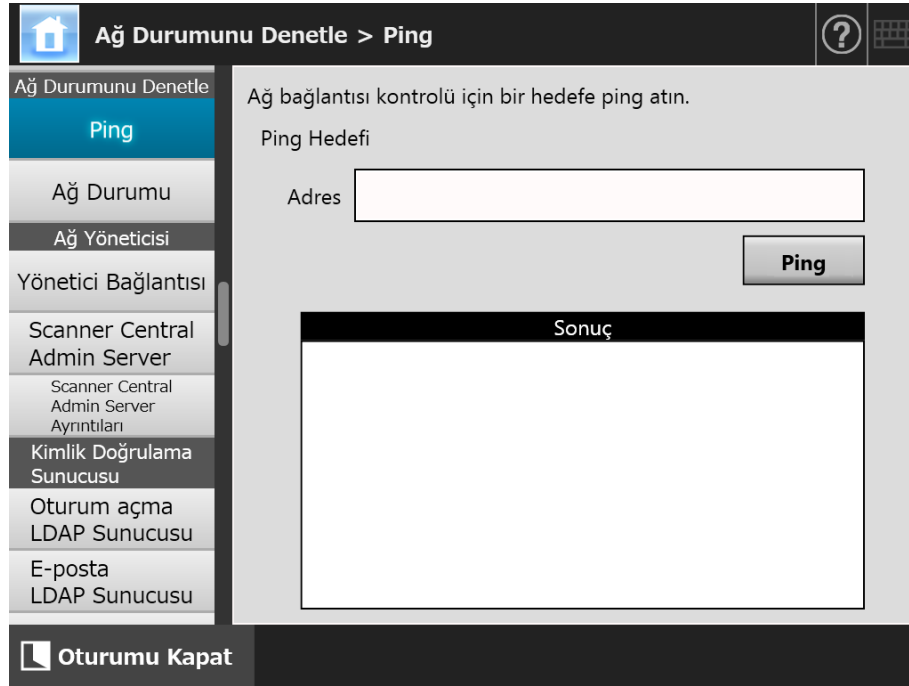 Ağ Durumunu Denetle > Ping
?
Ağ Durumunu Denetle
Ping
Ağ Durumu
Ağ Yöneticisi
Yönetici Bağlantısı
Scanner Central
Admin Server
Scanner Central
Admin Server
Ayrıntıları
Kimlik Doğrulama
Sunucusu
Oturum açma
LDAP Sunucusu
E-posta
LDAP Sunucusu
Ağ bağlantısı kontrolü için bir hedefe ping atın.
Ping Hedefi
Adres
Ping
Sonuç
Oturumu Kapat